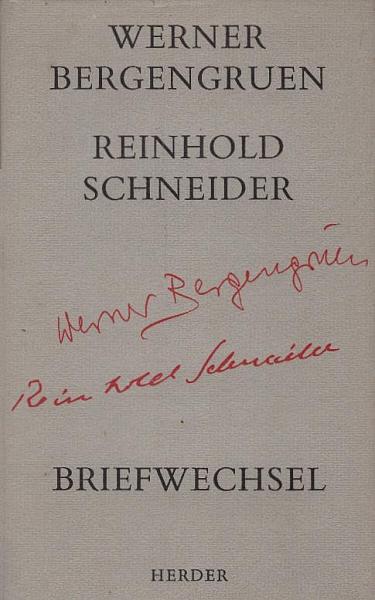 WERNER
BERGENGRUEN
REINHOLD
SCHNEIDER
Werner Bergengruen
Reinhold Schneider
BRIEFWECHSEL
HERDER